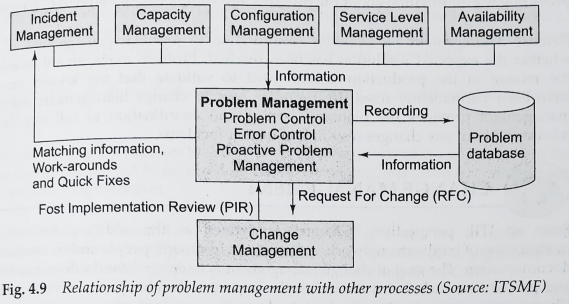 Incident
Management
Capacity
Management
Configuration
Management
Service Level
Management
Availability
Management
Information
Problem Management
Problem Control
Error Control
Proactive Problem
Management
Recording
Information
Problem
database
Matching information,
Work-arounds
and Quick Fixes
Fost Implementation Review (PIR)
Request For Change (RFC)
Change
Management
Fig. 4.9 Relationship of problem management with other processes (Source: ITSMF)